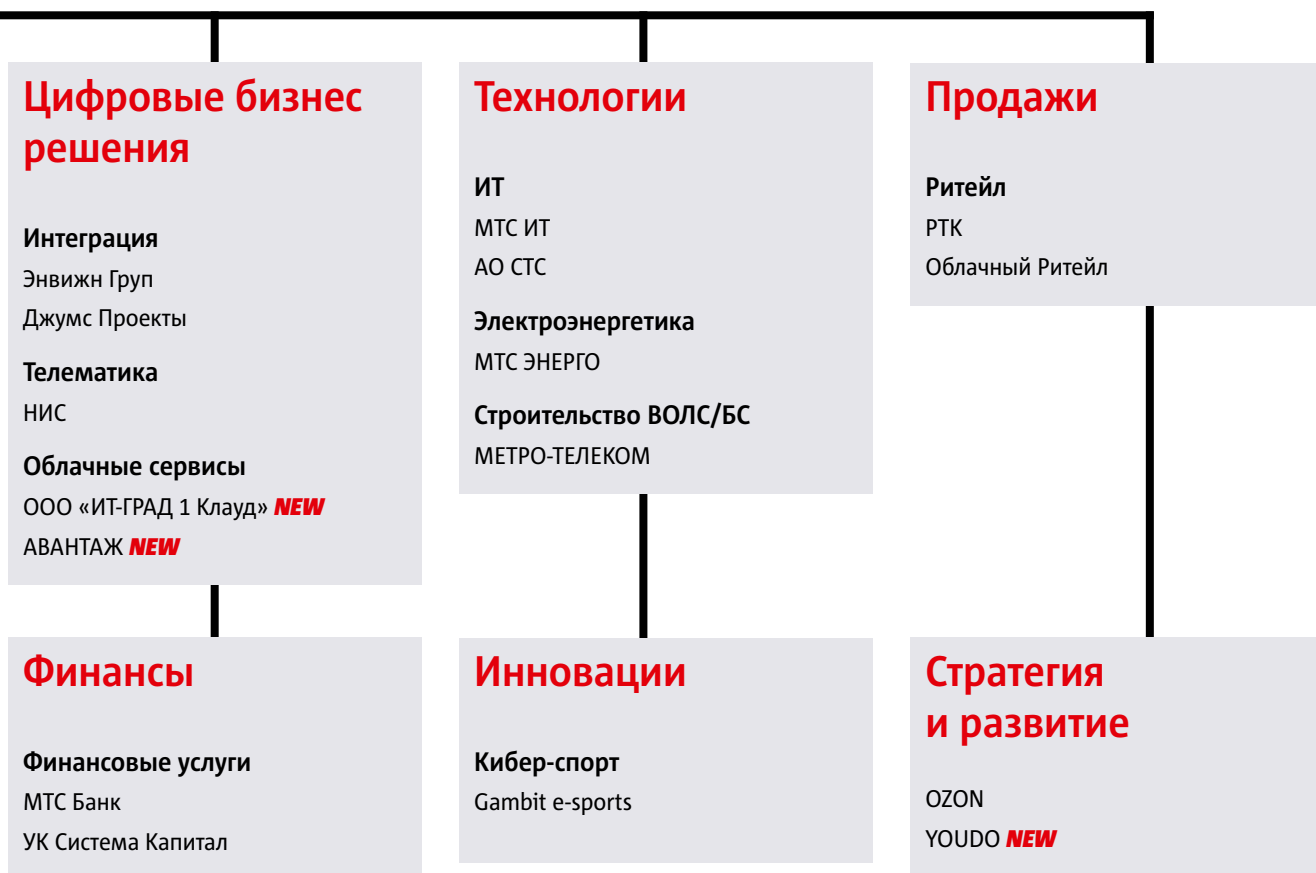 Цифровые бизнес
решения
Интеграция
Энвижн Груп
Джумс Проекты
Телематика
НИС
Облачные сервисы
ООО «ИТ-ГРАД 1 Клауд» NEW
АВАНТАЖ NEW
Технологии
ИТ
МТС ИТ
АО СТС
Электроэнергетика
МТС ЭНЕРГО
Строительство ВОЛС/БС
МЕТРО-ТЕЛЕКОМ
Продажи
Ритейл
РТК
Облачный Ритейл
Финансы
Финансовые услуги
МТС Банк
УК Система Капитал
Инновации
Кибер-спорт
Gambit e-sports
Стратегия
и развитие
OZON
YOUDO NEW